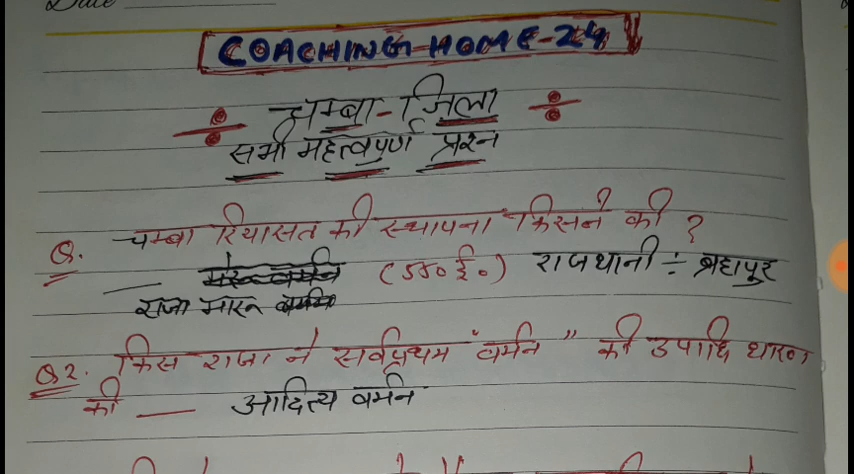 Date
COACHING-HOME-24
÷ चम्बा-जिला ÷
सभी महत्वपूर्ण प्रश्न
Q. चम्बा रियासत की स्थापना किसने की ?
— (550 ई०) राजधानी ÷ ब्रह्मपुर
राजा मारू
Q2. किस राजा ने सर्वप्रथम "वर्मन" की उपाधि धारण
की — आदित्य वर्मन